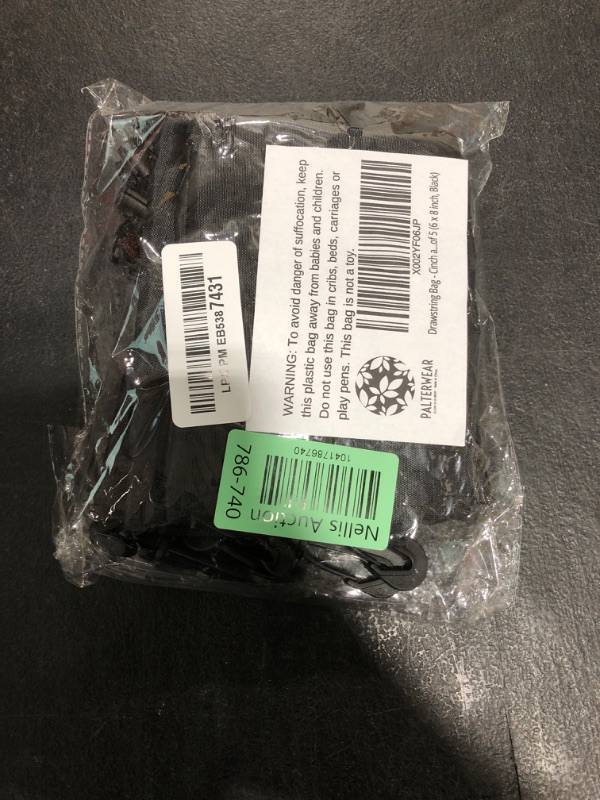 WARNING: To avoid danger of suffocation, keep
this plastic bag away from babies and children.
Do not use this bag in cribs, beds, carriages or
play pens. This bag is not a toy.
X002YF06JP
Drawstring Bag - Cinch a...of 5 (6 x 8 inch, Black)
PALTERWEAR
EB5387431
Nellis Auction
1041786740
786-740